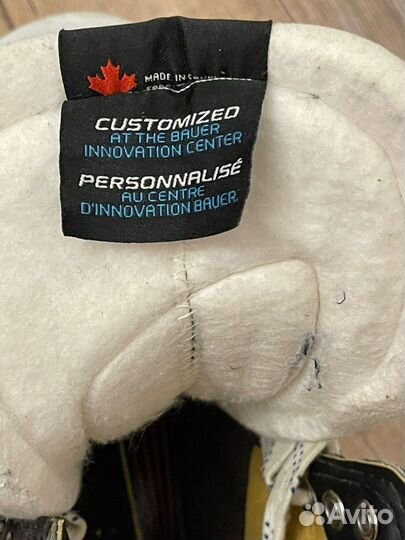 MADE IN
CUSTOMIZED
AT THE BAUER
INNOVATION CENTER
PERSONNALISÉ
AU CENTRE
D'INNOVATION BAUER.
Avito